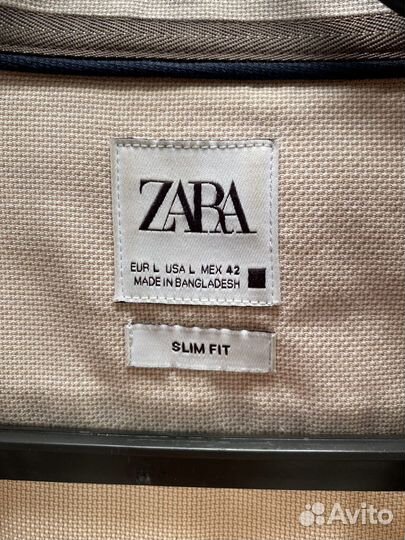 ZARA
EUR L USA L MEX 42
MADE IN BANGLADESH
SLIM FIT
Avito